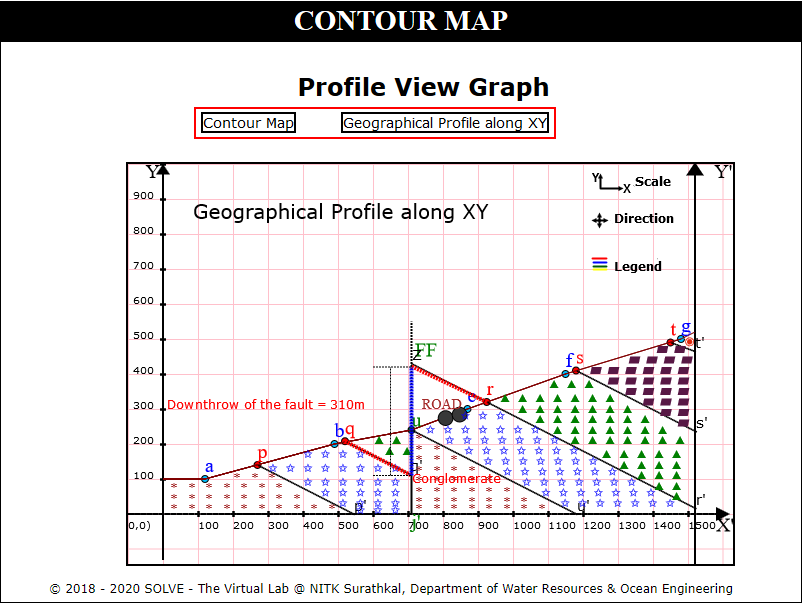 CONTOUR MAP
Profile View Graph
Contour Map Geographical Profile along XY
Y Y'
Y X Scale
900
Geographical Profile along XY
Direction
800
700
Legend
600
500
t g
t'
FF
f s
400
e r
300
Downthrow of the fault = 310m
ROAD
b q
u
s'
200
p
a
q'
100
Conglomerate
r'
p' u'
0,0) 100 200 300 400 500 600 700 800 900 1000 1100 1200 1300 1400 1500 X'
© 2018 - 2020 SOLVE - The Virtual Lab @ NITK Surathkal, Department of Water Resources & Ocean Engineering